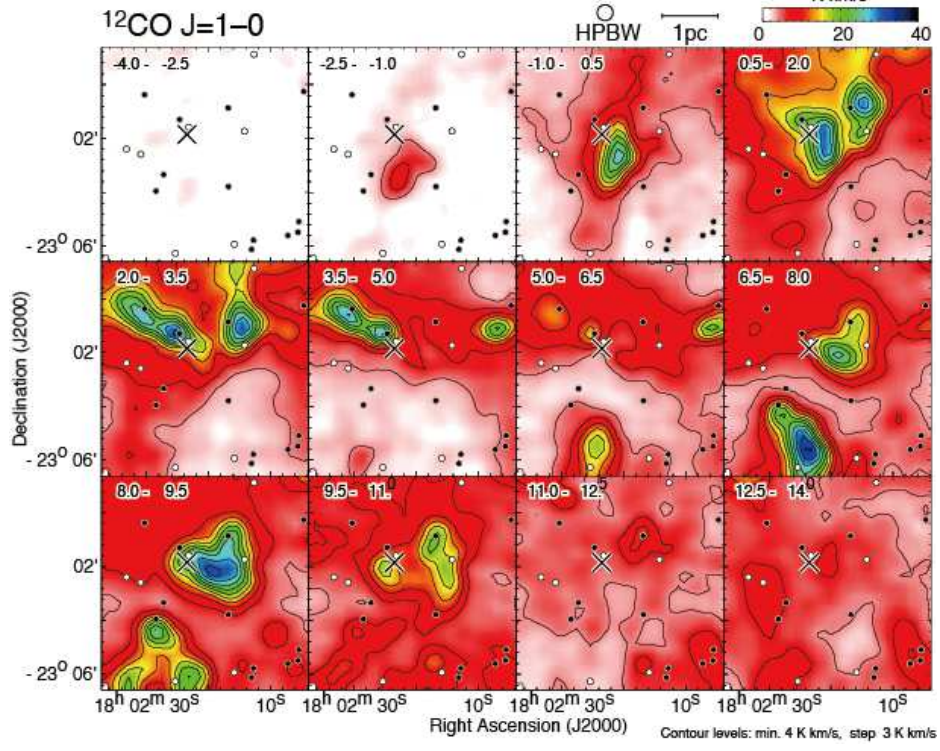 ¹²CO J=1–0
HPBW
1pc
K km/s
0 20 40
-4.0 - -2.5
-2.5 - -1.0
-1.0 - 0.5
0.5 - 2.0
02'
- 23° 06'
2.0 - 3.5
3.5 - 5.0
5.0 - 6.5
6.5 - 8.0
02'
- 23° 06'
8.0 - 9.5
9.5 - 11.0
11.0 - 12.5
12.5 - 14.0
02'
- 23° 06'
18ʰ 02ᵐ 30ˢ 10ˢ
18ʰ 02ᵐ 30ˢ 10ˢ
18ʰ 02ᵐ 30ˢ 10ˢ
18ʰ 02ᵐ 30ˢ 10ˢ
Declination (J2000)
Right Ascension (J2000)
Contour levels: min. 4 K km/s, step 3 K km/s